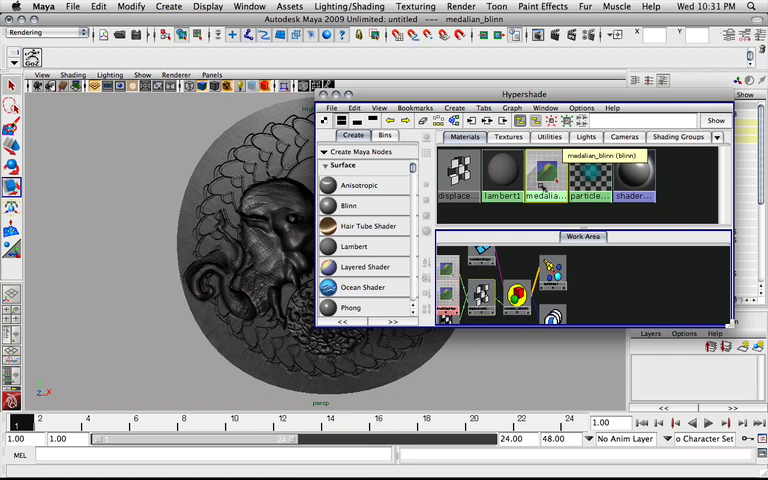 Maya File Edit Modify Create Display Window Assets Lighting/Shading Texturing Render Toon Paint Effects Fur Muscle Help Wed 10:31 PM
Autodesk Maya 2009 Unlimited: untitled --- medalian_blinn
Rendering
X:
Y:
GoZ
View Shading Lighting Show Renderer Panels
Show
Hypershade
File Edit View Bookmarks Create Tabs Graph Window Options Help
Show
Create Bins
Materials Textures Utilities Lights Cameras Shading Groups
Create Maya Nodes
Surface
medalian_blinn (blinn)
Anisotropic
Blinn
Hair Tube Shader
Lambert
Layered Shader
Ocean Shader
Phong
<< >>
displace... lambert1 medalia... particle... shader...
Work Area
Layers Options Help
Z X
persp
<< >>
2 4 6 8 10 12 14 16 18 20 22 24
1
1.00
1.00 1.00 24 24.00 48.00 No Anim Layer o Character Set
MEL